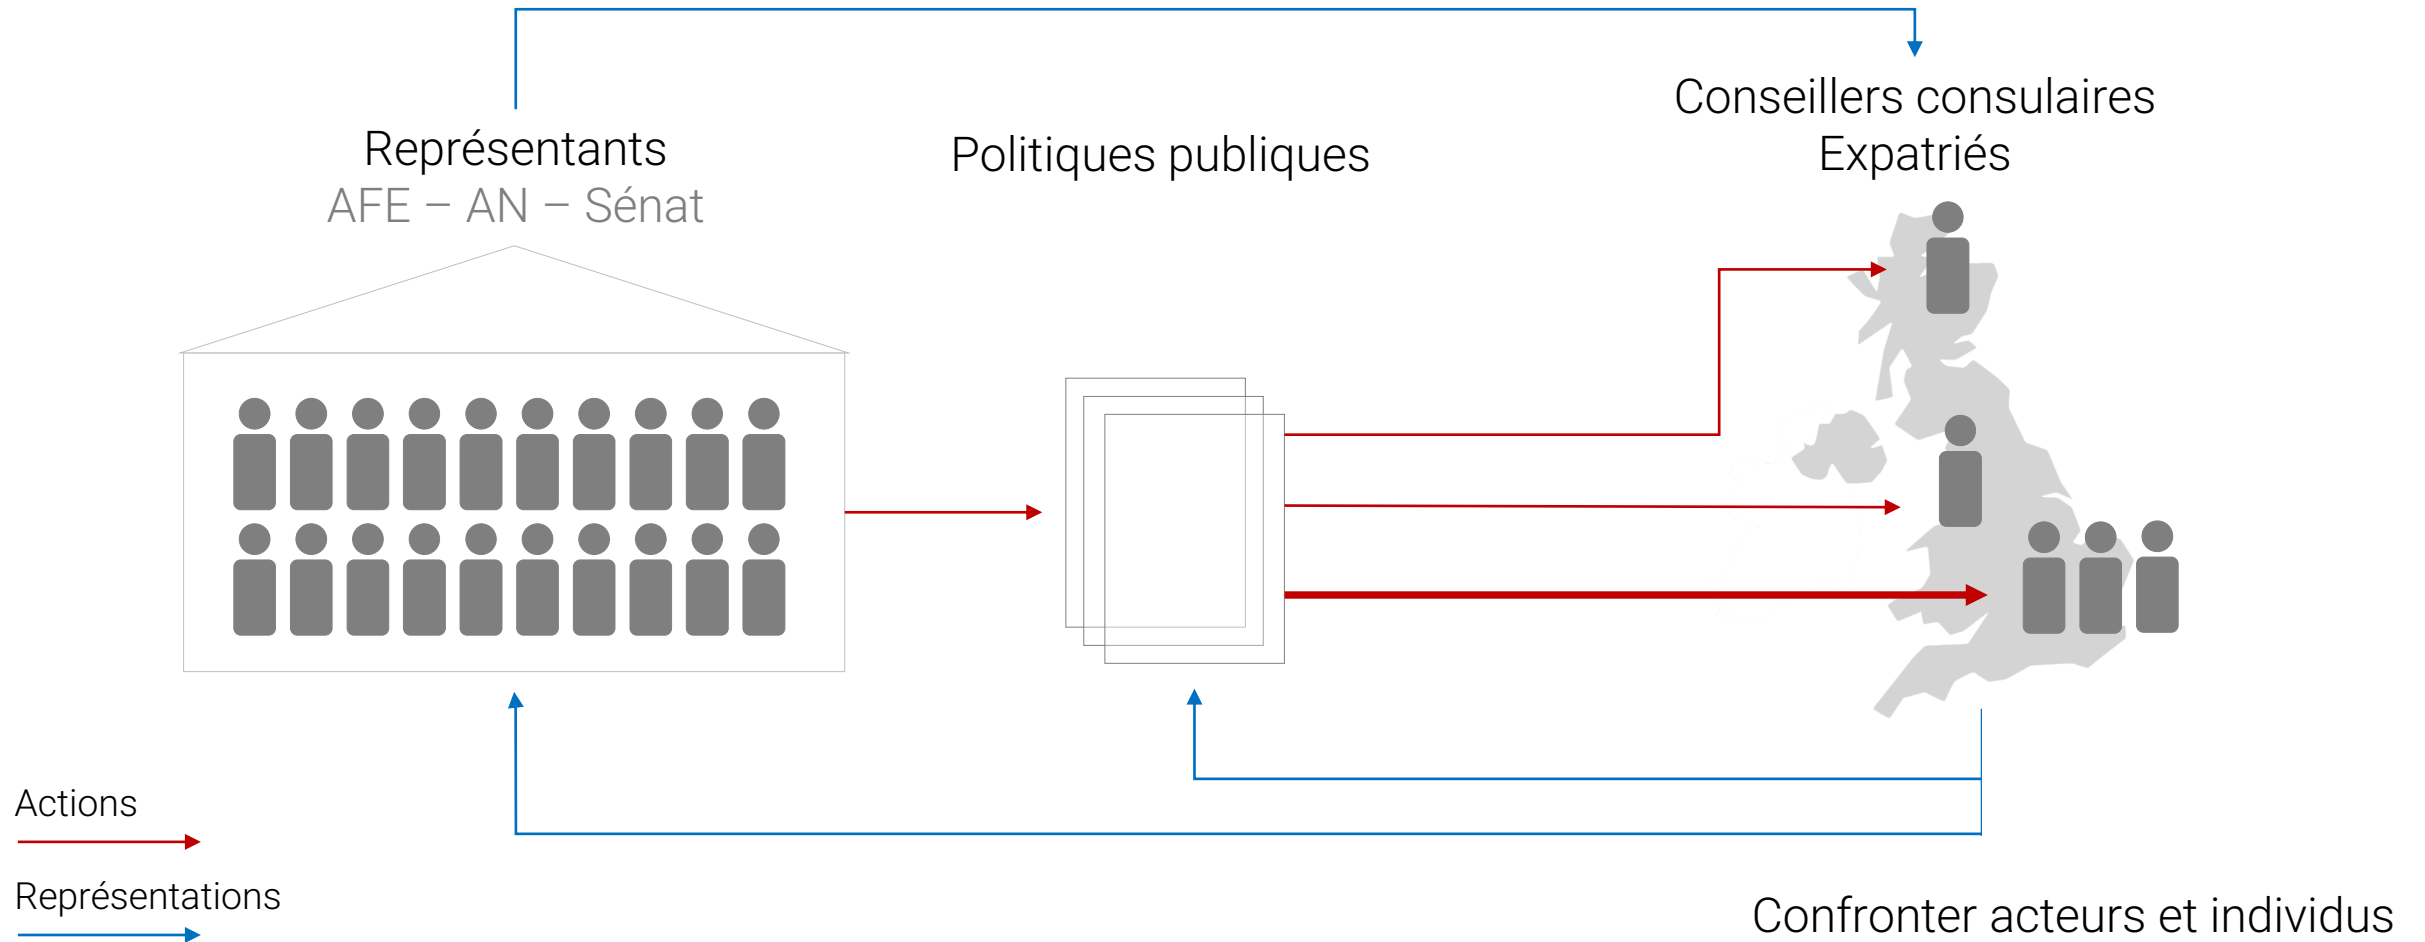 Représentants
AFE – AN – Sénat
Politiques publiques
Conseillers consulaires
Expatriés
Actions
Représentations
Confronter acteurs et individus